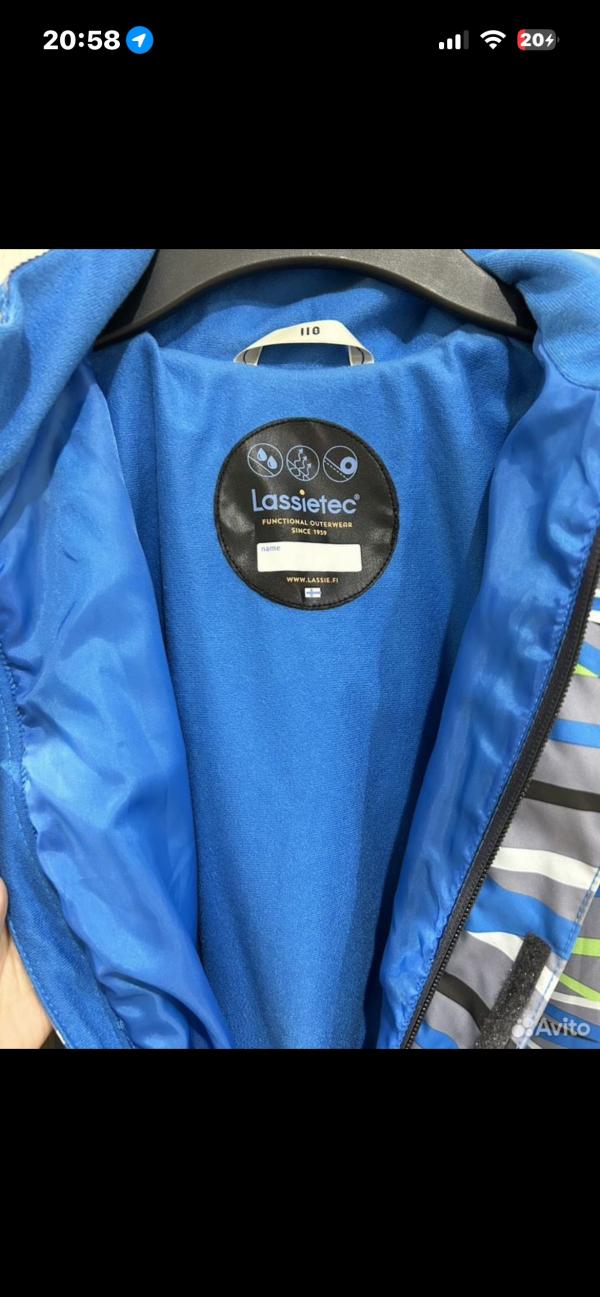 20:58
20
110
Lassietec®
FUNCTIONAL OUTERWEAR
SINCE 1959
name
WWW.LASSIE.FI
Avito